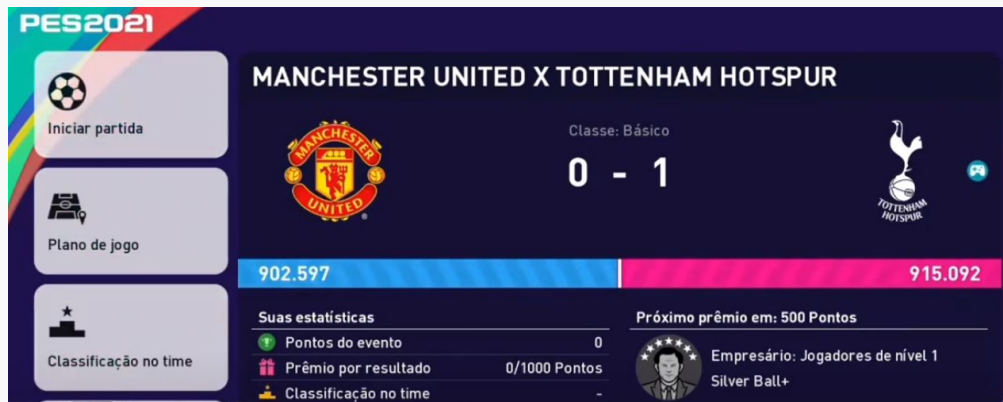 PES2021
Iniciar partida
Plano de jogo
Classificação no time
MANCHESTER UNITED X TOTTENHAM HOTSPUR
Classe: Básico
0 - 1
MANCHESTER
UNITED
TOTTENHAM
HOTSPUR
902.597
915.092
Suas estatísticas
Pontos do evento 0
Prêmio por resultado 0/1000 Pontos
Classificação no time -
Próximo prêmio em: 500 Pontos
Empresário: Jogadores de nível 1
Silver Ball+